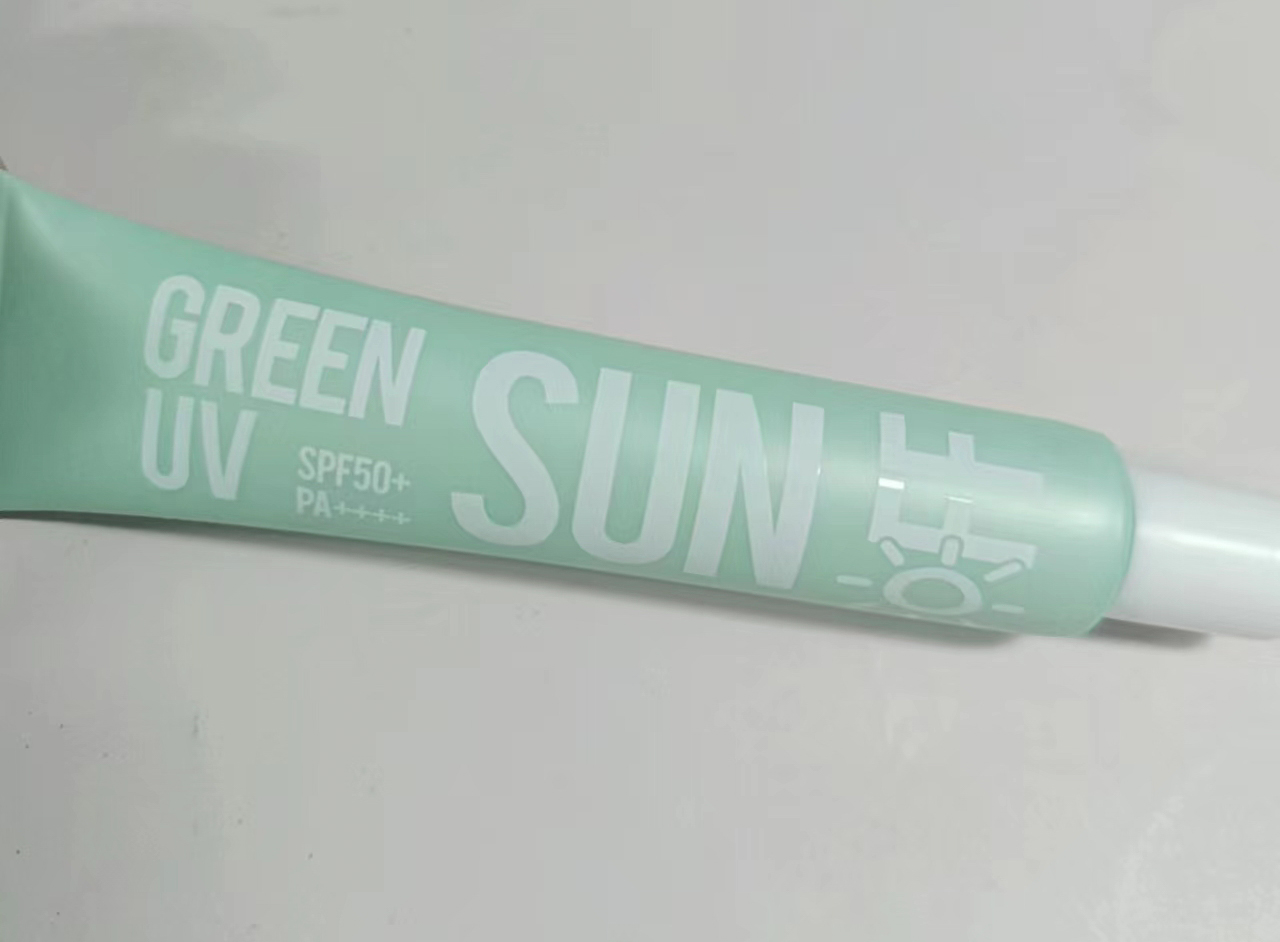 GREEN
UV
SPF50+
PA++++
SUN